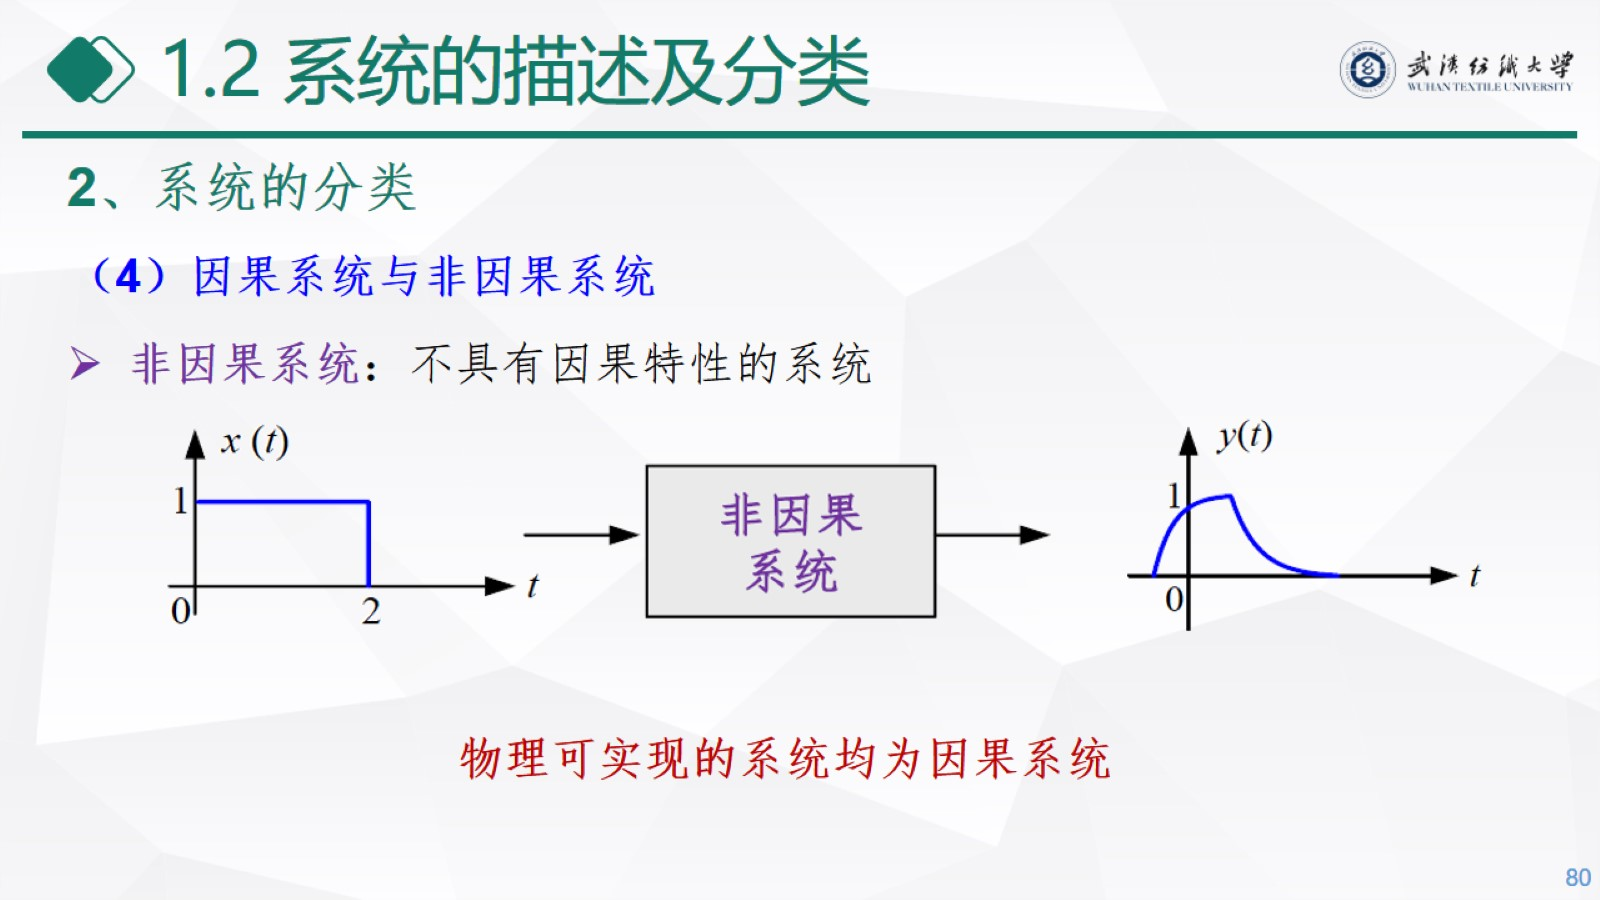 1.2 系统的描述及分类
武汉纺织大学
WUHAN TEXTILE UNIVERSITY
2、系统的分类
（4）因果系统与非因果系统
➢ 非因果系统：不具有因果特性的系统
x (t)
1
0
2
t
非因果
系统
y(t)
1
0
t
物理可实现的系统均为因果系统
80